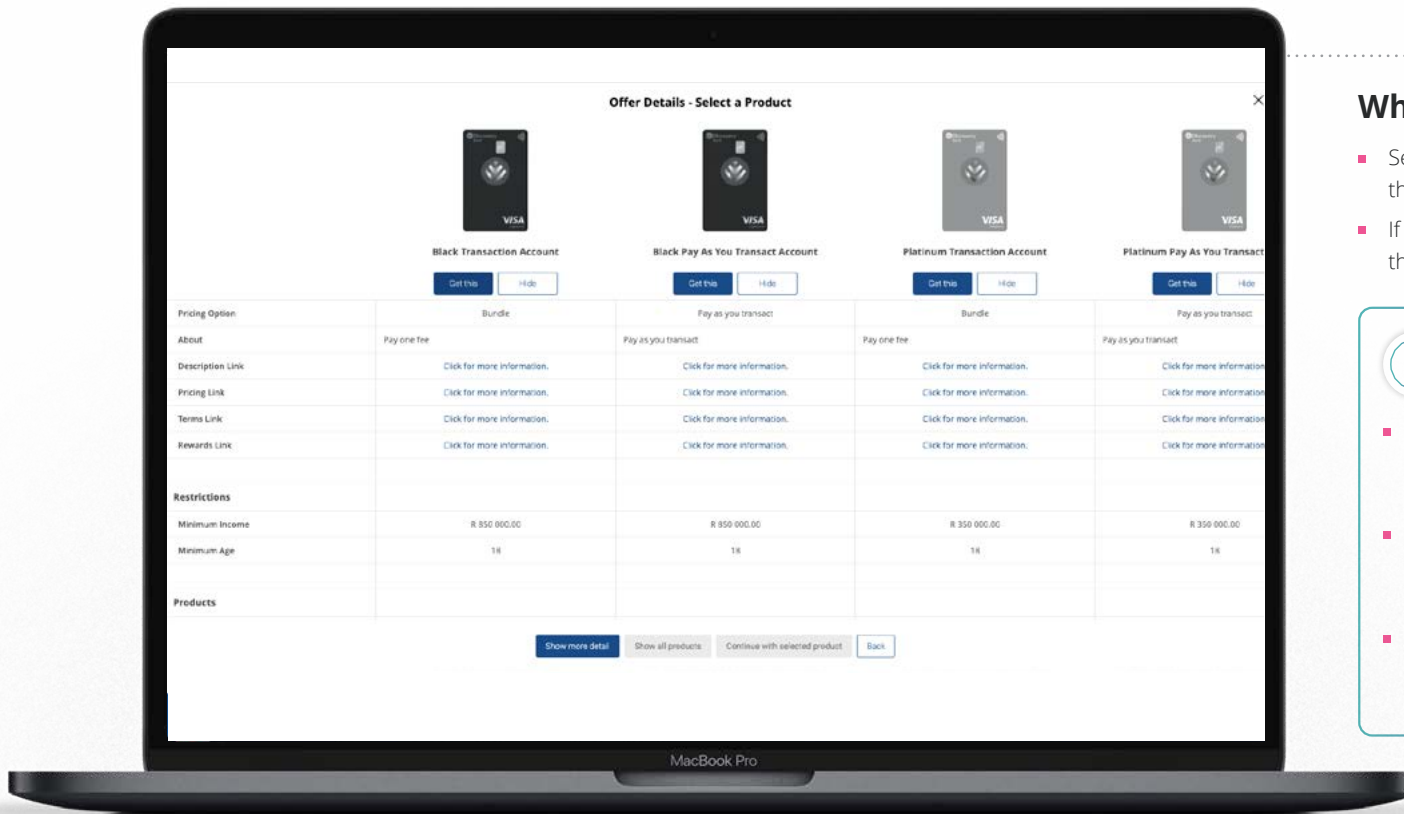 Offer Details - Select a Product
VISA
VISA
VISA
VISA
Black Transaction Account
Black Pay As You Transact Account
Platinum Transaction Account
Platinum Pay As You Transact
Get this Hide
Get this Hide
Get this Hide
Get this Hide
Pricing Option Bundle Pay as you transact Bundle Pay as you transact
About Pay one fee Pay as you transact Pay one fee Pay as you transact
Description Link Click for more information. Click for more information. Click for more information. Click for more information
Pricing Link Click for more information. Click for more information. Click for more information. Click for more information
Terms Link Click for more information. Click for more information. Click for more information. Click for more information
Rewards Link Click for more information. Click for more information. Click for more information. Click for more information
Restrictions
Minimum Income R 850 000.00 R 850 000.00 R 350 000.00 R 350 000.00
Minimum Age 18 18 18 18
Products
Show more detail Show all products Continue with selected product Back
MacBook Pro
Wh
Se
th
If
th